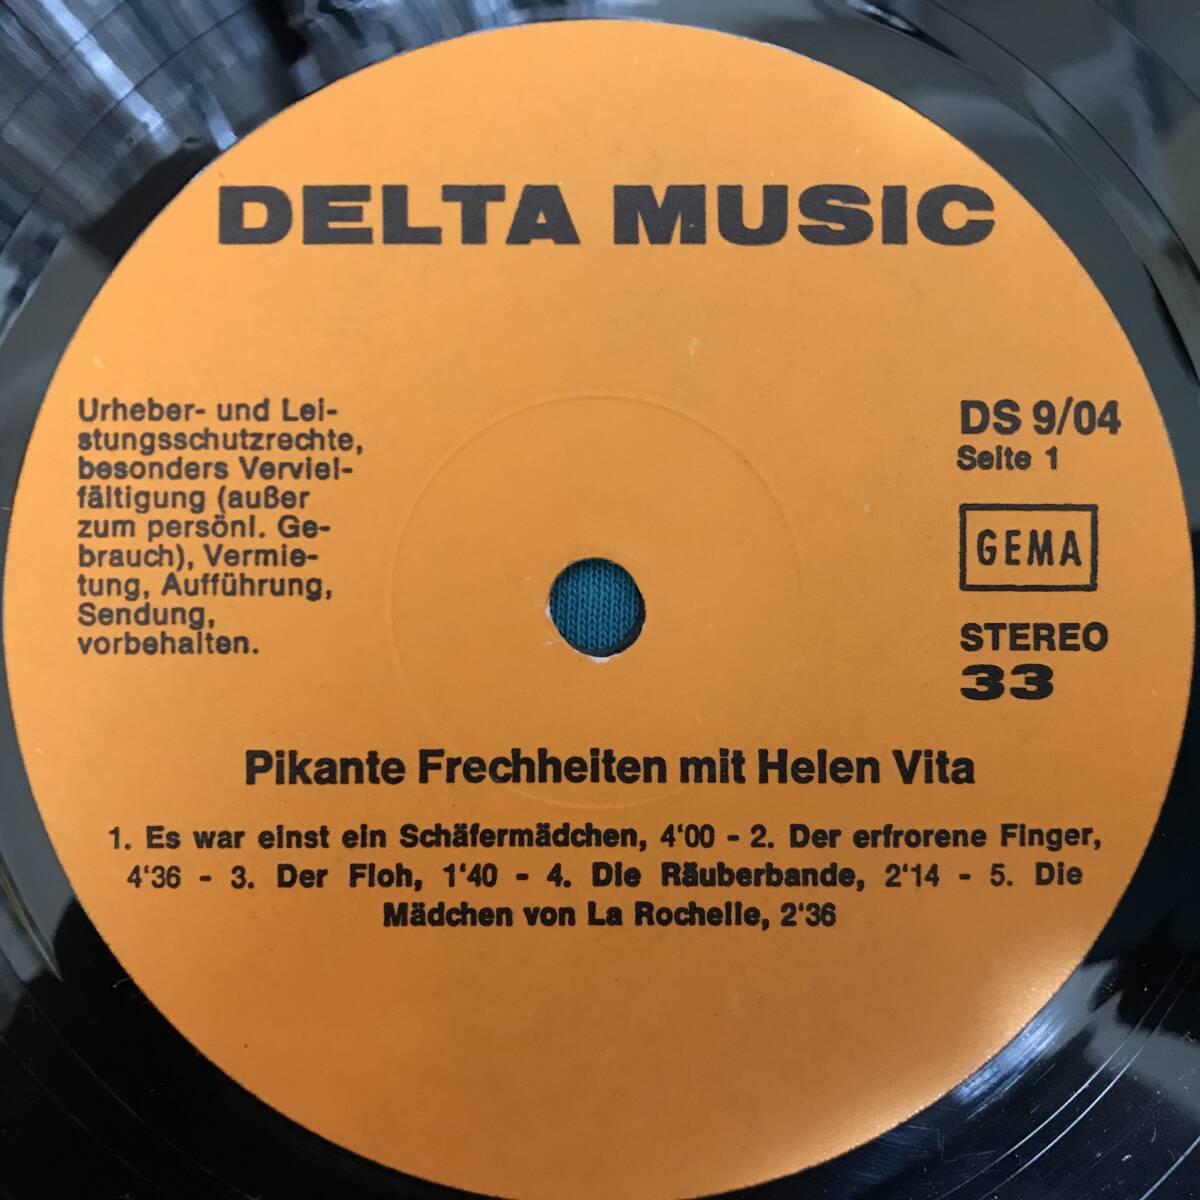 DELTA MUSIC
Urheber- und Lei-
stungsschutzrechte,
besonders Verviel-
fältigung (außer
zum persönl. Ge-
brauch), Vermie-
tung, Aufführung,
Sendung,
vorbehalten.
DS 9/04
Seite 1
GEMA
STEREO
33
Pikante Frechheiten mit Helen Vita
1. Es war einst ein Schäfermädchen, 4‘00 - 2. Der erfrorene Finger,
4‘36 - 3. Der Floh, 1‘40 - 4. Die Räuberbande, 2‘14 - 5. Die
Mädchen von La Rochelle, 2‘36